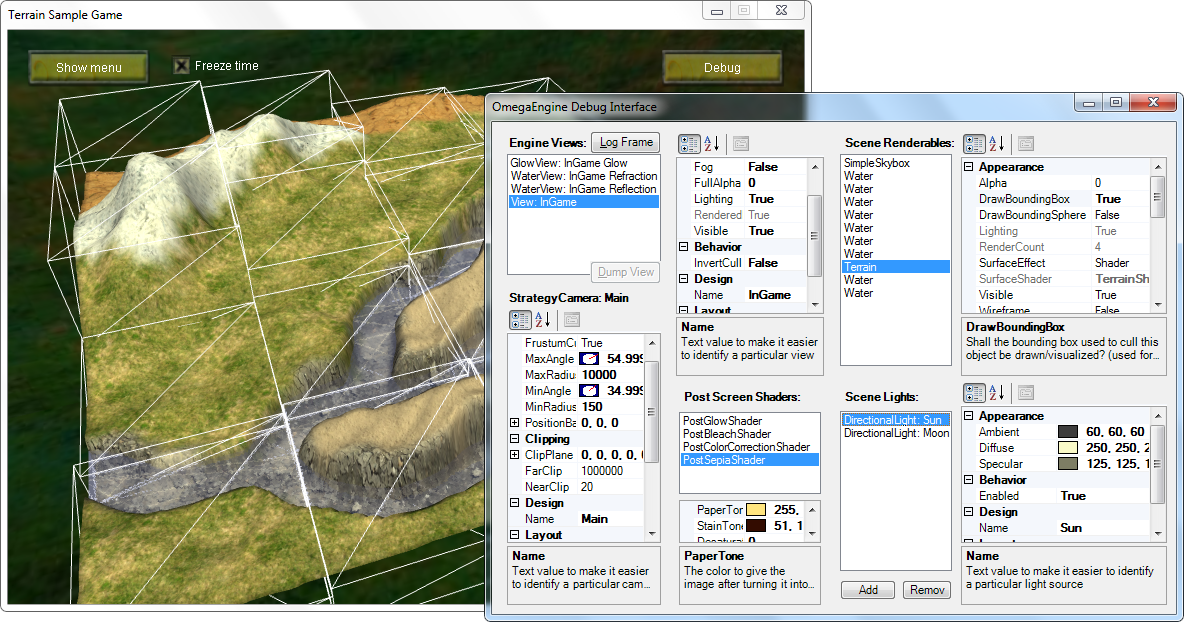 Terrain Sample Game
Show menu
Freeze time
Debug
OmegaEngine Debug Interface
Engine Views:
Log Frame
GlowView: InGame Glow
WaterView: InGame Refraction
WaterView: InGame Reflection
View: InGame
Dump View
StrategyCamera: Main
FrustumCu True
MaxAngle 54.999
MaxRadiu 10000
MinAngle 34.999
MinRadius 150
PositionBa 0, 0, 0
Clipping
ClipPlane 0, 0, 0, 0,
FarClip 1000000
NearClip 20
Design
Name Main
Layout
Name
Text value to make it easier
to identify a particular cam...
Fog False
FullAlpha 0
Lighting True
Rendered True
Visible True
Behavior
InvertCull False
Design
Name InGame
Layout
Name
Text value to make it easier
to identify a particular view
Post Screen Shaders:
PostGlowShader
PostBleachShader
PostColorCorrectionShader
PostSepiaShader
PaperTor 255,
StainTone 51, 1
PaperTone
The color to give the
image after turning it into...
Scene Renderables:
SimpleSkybox
Water
Water
Water
Water
Water
Water
Water
Terrain
Water
Water
Scene Lights:
DirectionalLight: Sun
DirectionalLight: Moon
Add
Remov
Appearance
Alpha 0
DrawBoundingBox True
DrawBoundingSphere False
Lighting True
RenderCount 4
SurfaceEffect Shader
SurfaceShader TerrainSh
Visible True
Wireframe False
DrawBoundingBox
Shall the bounding box used to cull this
object be drawn/visualized? (used for...
Appearance
Ambient 60, 60, 60
Diffuse 250, 250, 2
Specular 125, 125, 1
Behavior
Enabled True
Design
Name Sun
Name
Text value to make it easier to identify
a particular light source